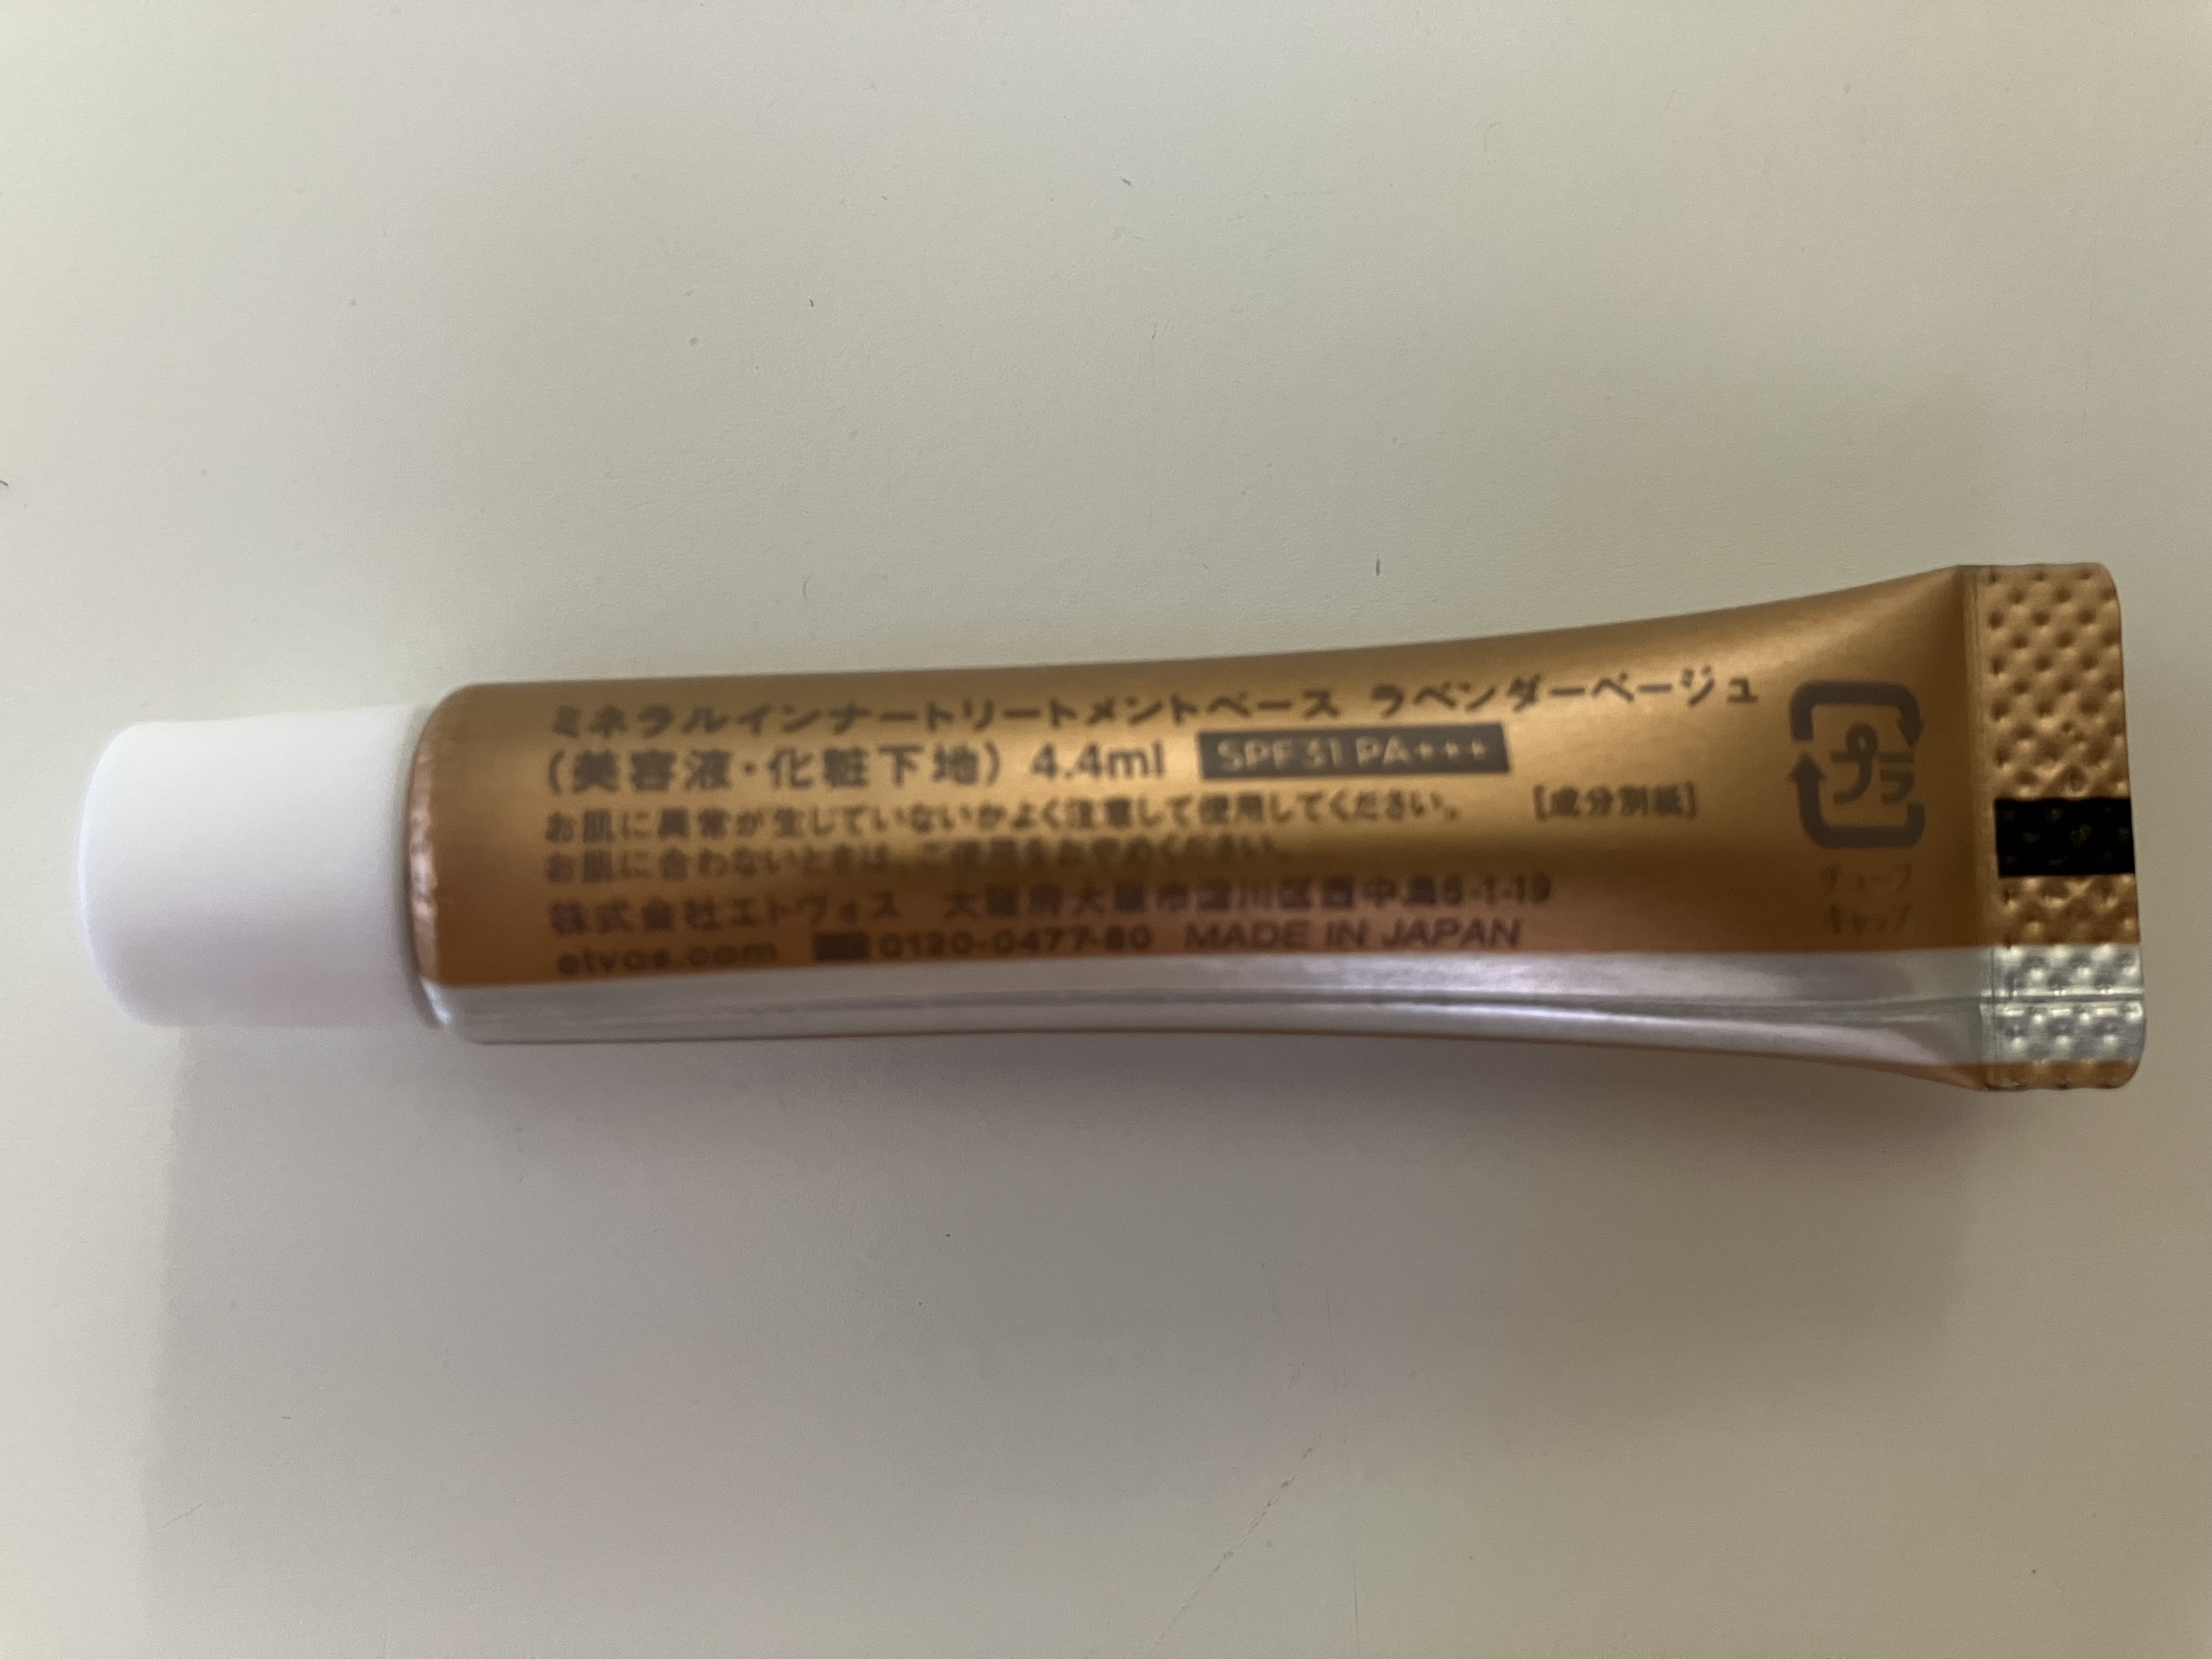 ミネラルインナートリートメントベース ラベンダーベージュ
(美容液・化粧下地) 4.4ml SPF31 PA+++
お肌に異常が生じていないかよく注意して使用してください。 [成分別紙]
お肌に合わないときは、ご使用をおやめください。
株式会社エトヴォス 大阪府大阪市淀川区西中島5-1-19
etvos.com 0120-0477-80 MADE IN JAPAN
プラ
チューブ
キャップ